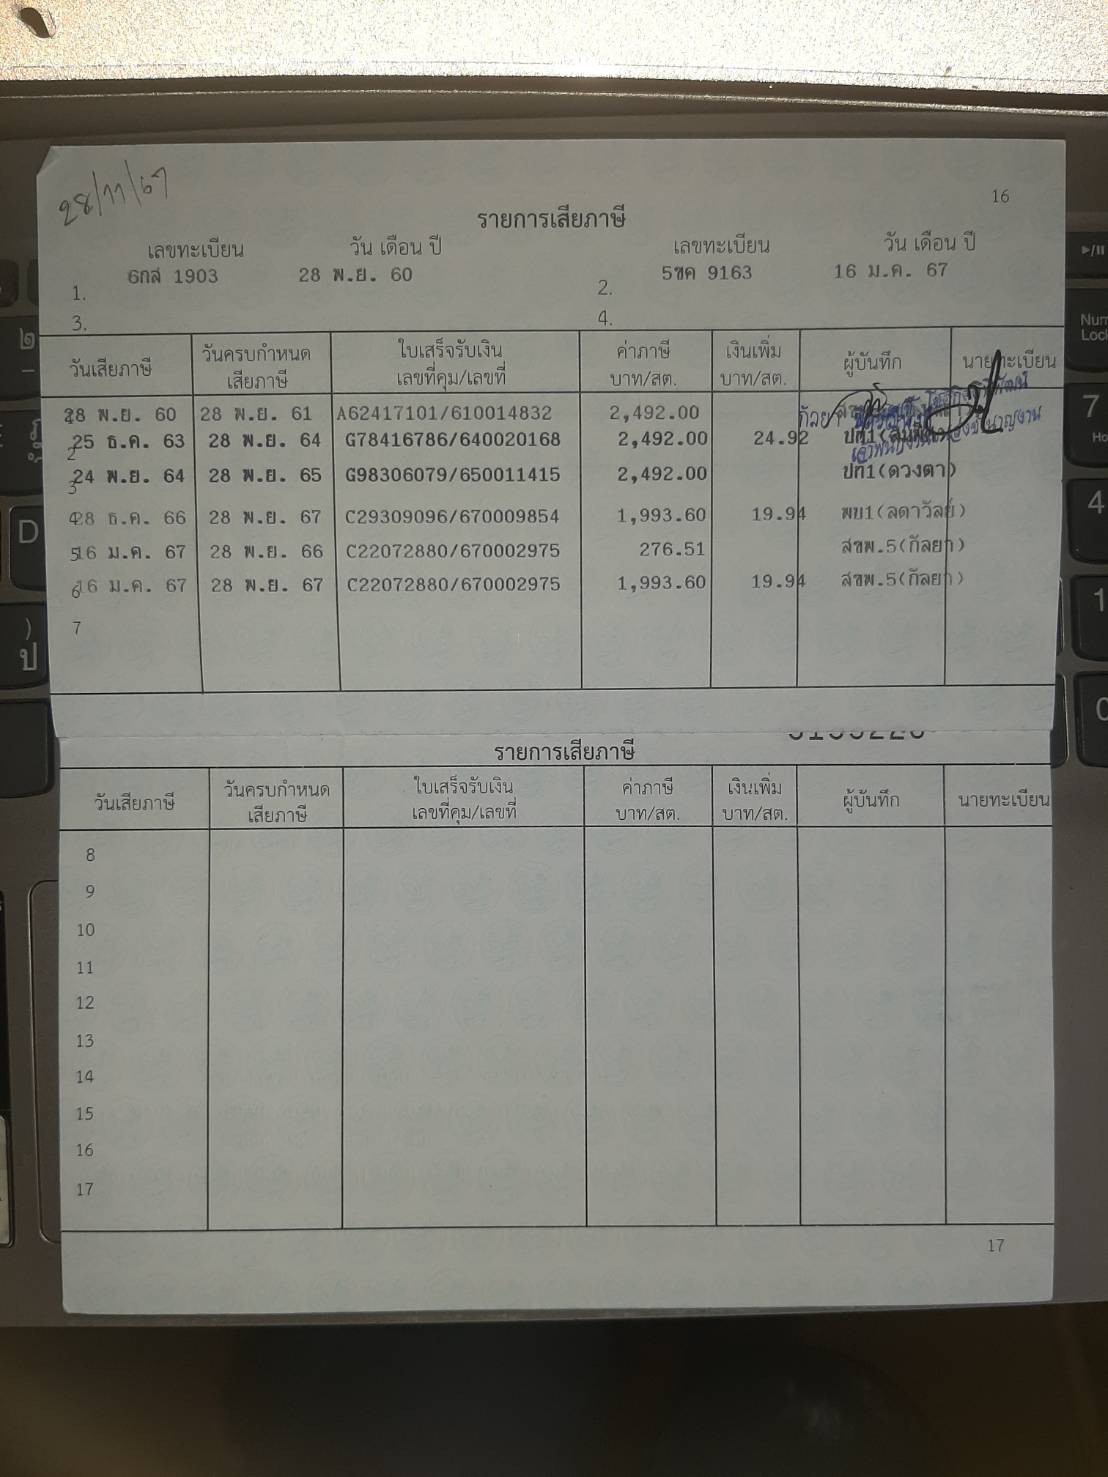 28/11/67
16
รายการเสียภาษี
เลขทะเบียน วัน เดือน ปี เลขทะเบียน วัน เดือน ปี
1. 6กส 1903 28 พ.ย. 60 2. 5ขค 9163 16 ม.ค. 67
3. 4.
วันเสียภาษี วันครบกำหนด ใบเสร็จรับเงิน ค่าภาษี เงินเพิ่ม ผู้บันทึก นายทะเบียน
เสียภาษี เลขที่คุม/เลขที่ บาท/สต. บาท/สต.
28 พ.ย. 60 28 พ.ย. 61 A62417101/610014832 2,492.00
2 25 ธ.ค. 63 28 พ.ย. 64 G78416786/640020168 2,492.00 24.92 ปท1
3 24 พ.ย. 64 28 พ.ย. 65 G98306079/650011415 2,492.00 ปท1(ดวงตา)
4 28 ธ.ค. 66 28 พ.ย. 67 C29309096/670009854 1,993.60 19.94 พบ1(ลดาวัลย์)
5 16 ม.ค. 67 28 พ.ย. 66 C22072880/670002975 276.51 สขพ.5(กัลยา)
6 16 ม.ค. 67 28 พ.ย. 67 C22072880/670002975 1,993.60 19.94 สขพ.5(กัลยา)
7
รายการเสียภาษี
วันเสียภาษี วันครบกำหนด ใบเสร็จรับเงิน ค่าภาษี เงินเพิ่ม ผู้บันทึก นายทะเบียน
เสียภาษี เลขที่คุม/เลขที่ บาท/สต. บาท/สต.
8
9
10
11
12
13
14
15
16
17
17